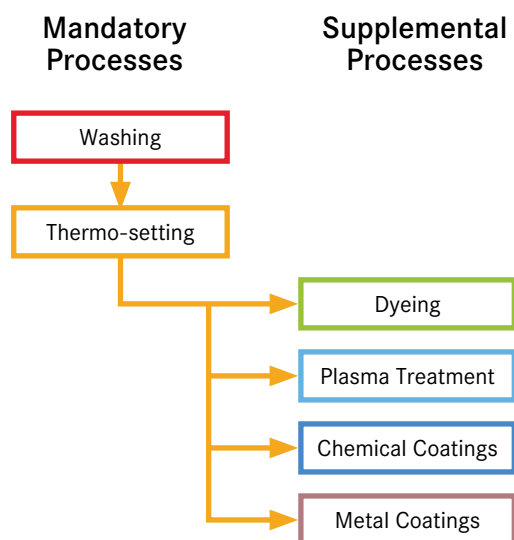 Mandatory
Processes
Supplemental
Processes
Washing
Thermo-setting
Dyeing
Plasma Treatment
Chemical Coatings
Metal Coatings